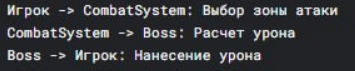 Игрок -> CombatSystem: Выбор зоны атаки
CombatSystem -> Boss: Расчет урона
Boss -> Игрок: Нанесение урона